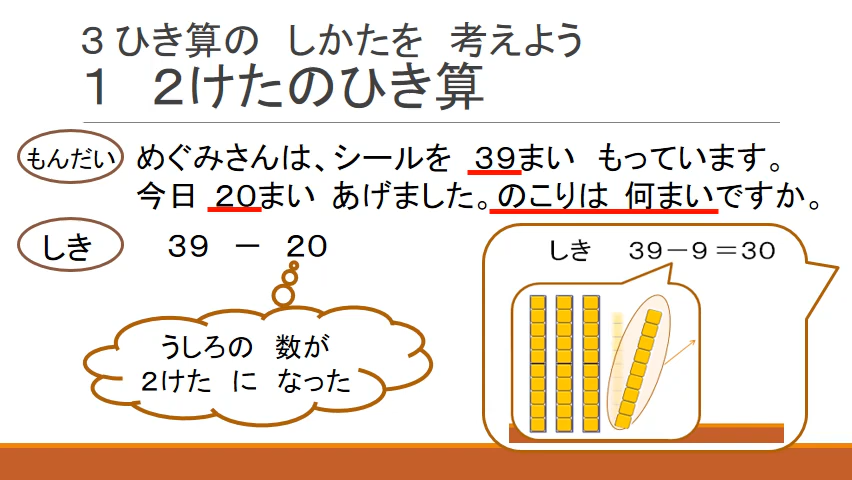 ３ひき算の　しかたを　考えよう
１　２けたのひき算
もんだい
めぐみさんは、シールを　３９まい　もっています。
今日　２０まい　あげました。のこりは　何まいですか。
しき
３９　－　２０
うしろの　数が
２けた　に　なった
しき　３９－９＝３０